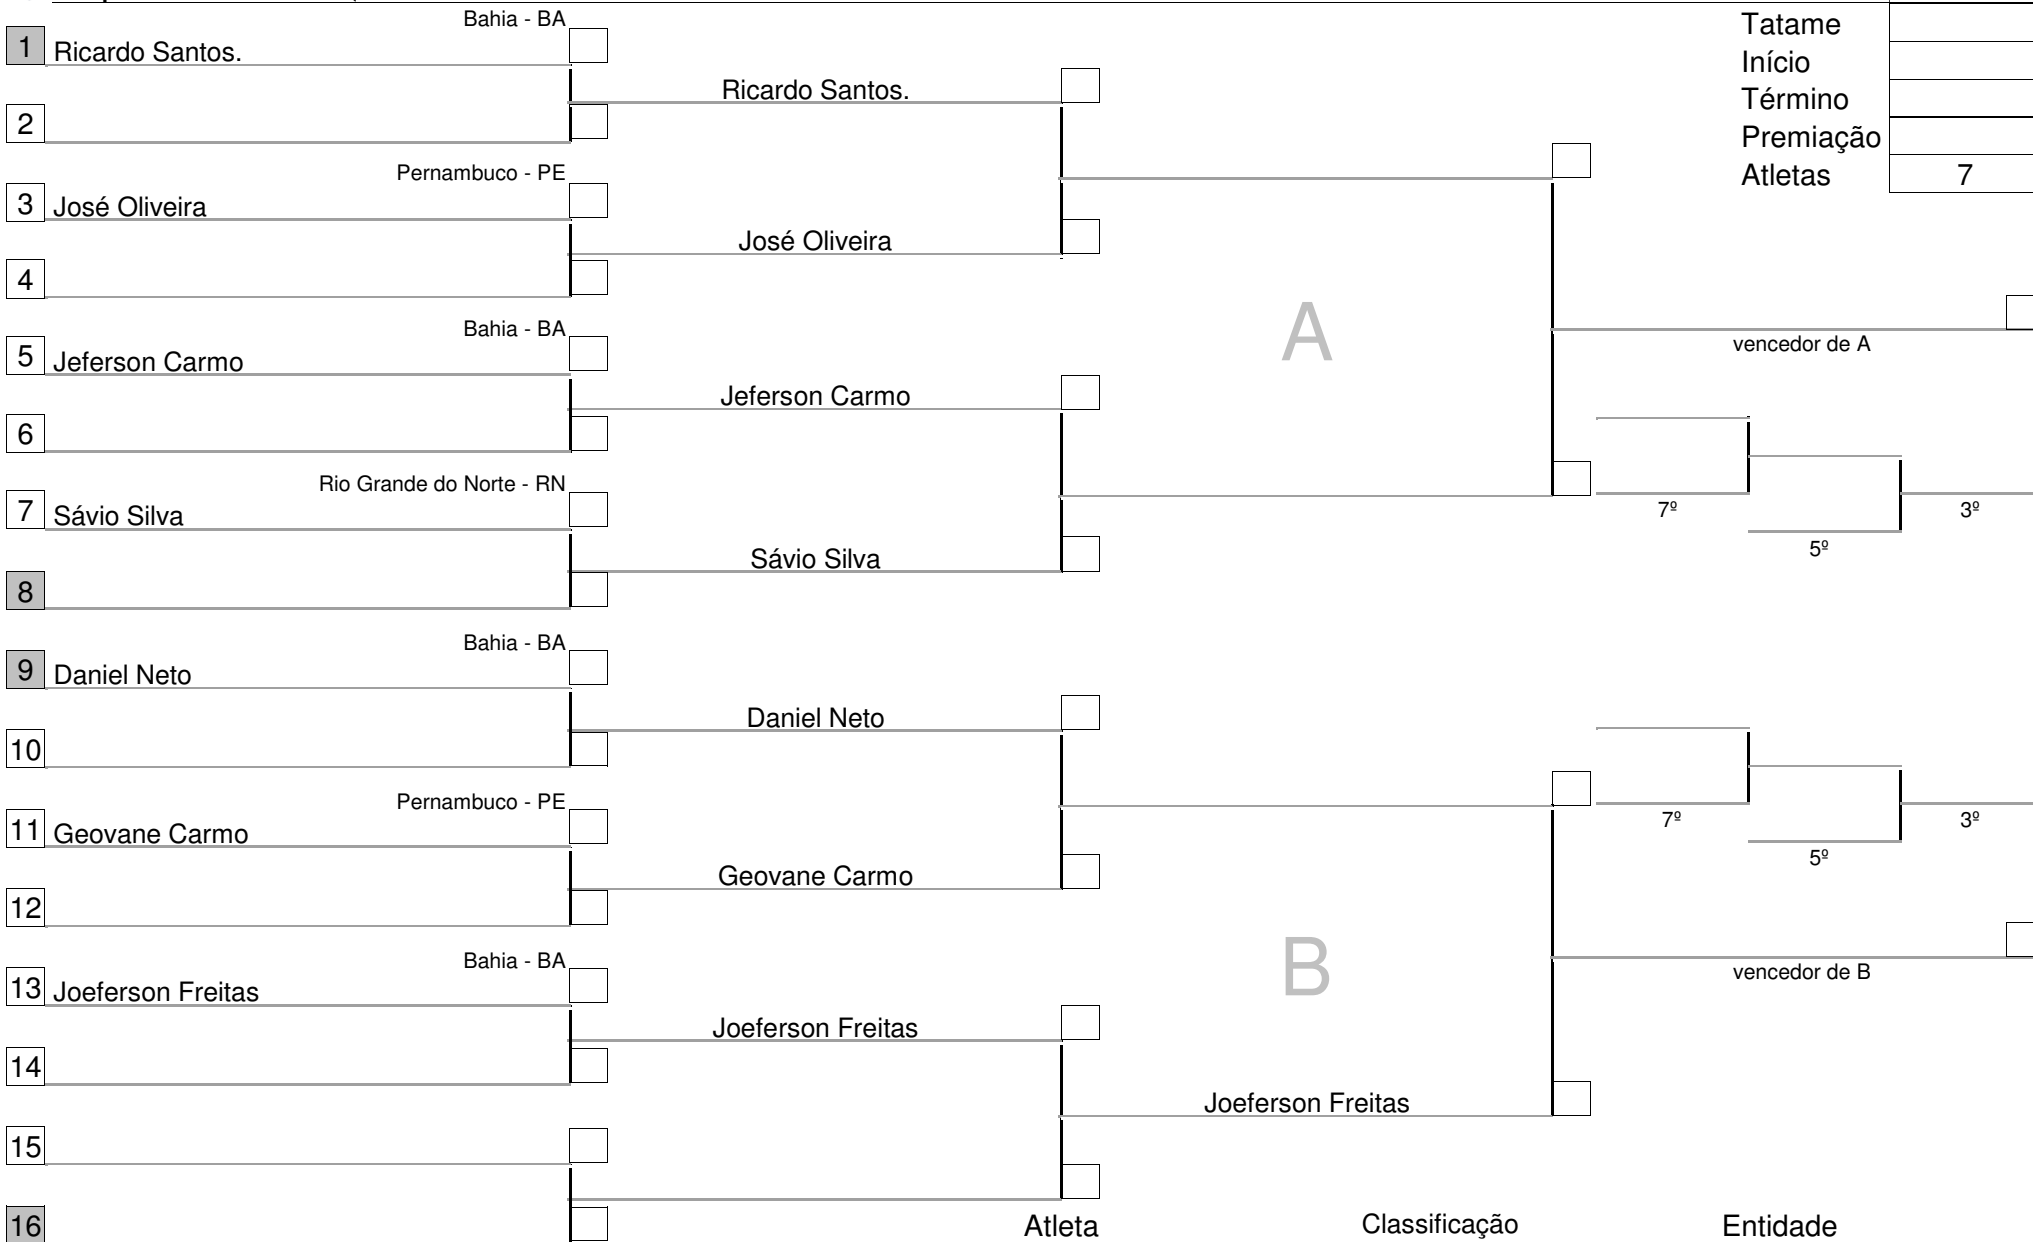 Bahia - BA
1 Ricardo Santos.
Ricardo Santos.
2
Pernambuco - PE
3 José Oliveira
José Oliveira
4
Bahia - BA
5 Jeferson Carmo
Jeferson Carmo
6
Rio Grande do Norte - RN
7 Sávio Silva
Sávio Silva
8
A
Bahia - BA
9 Daniel Neto
Daniel Neto
10
Pernambuco - PE
11 Geovane Carmo
Geovane Carmo
12
Bahia - BA
13 Joeferson Freitas
Joeferson Freitas
14
B
Joeferson Freitas
15
16
Tatame
Início
Término
Premiação
Atletas 7
vencedor de A
7º
5º
3º
7º
5º
3º
vencedor de B
Atleta Classificação Entidade